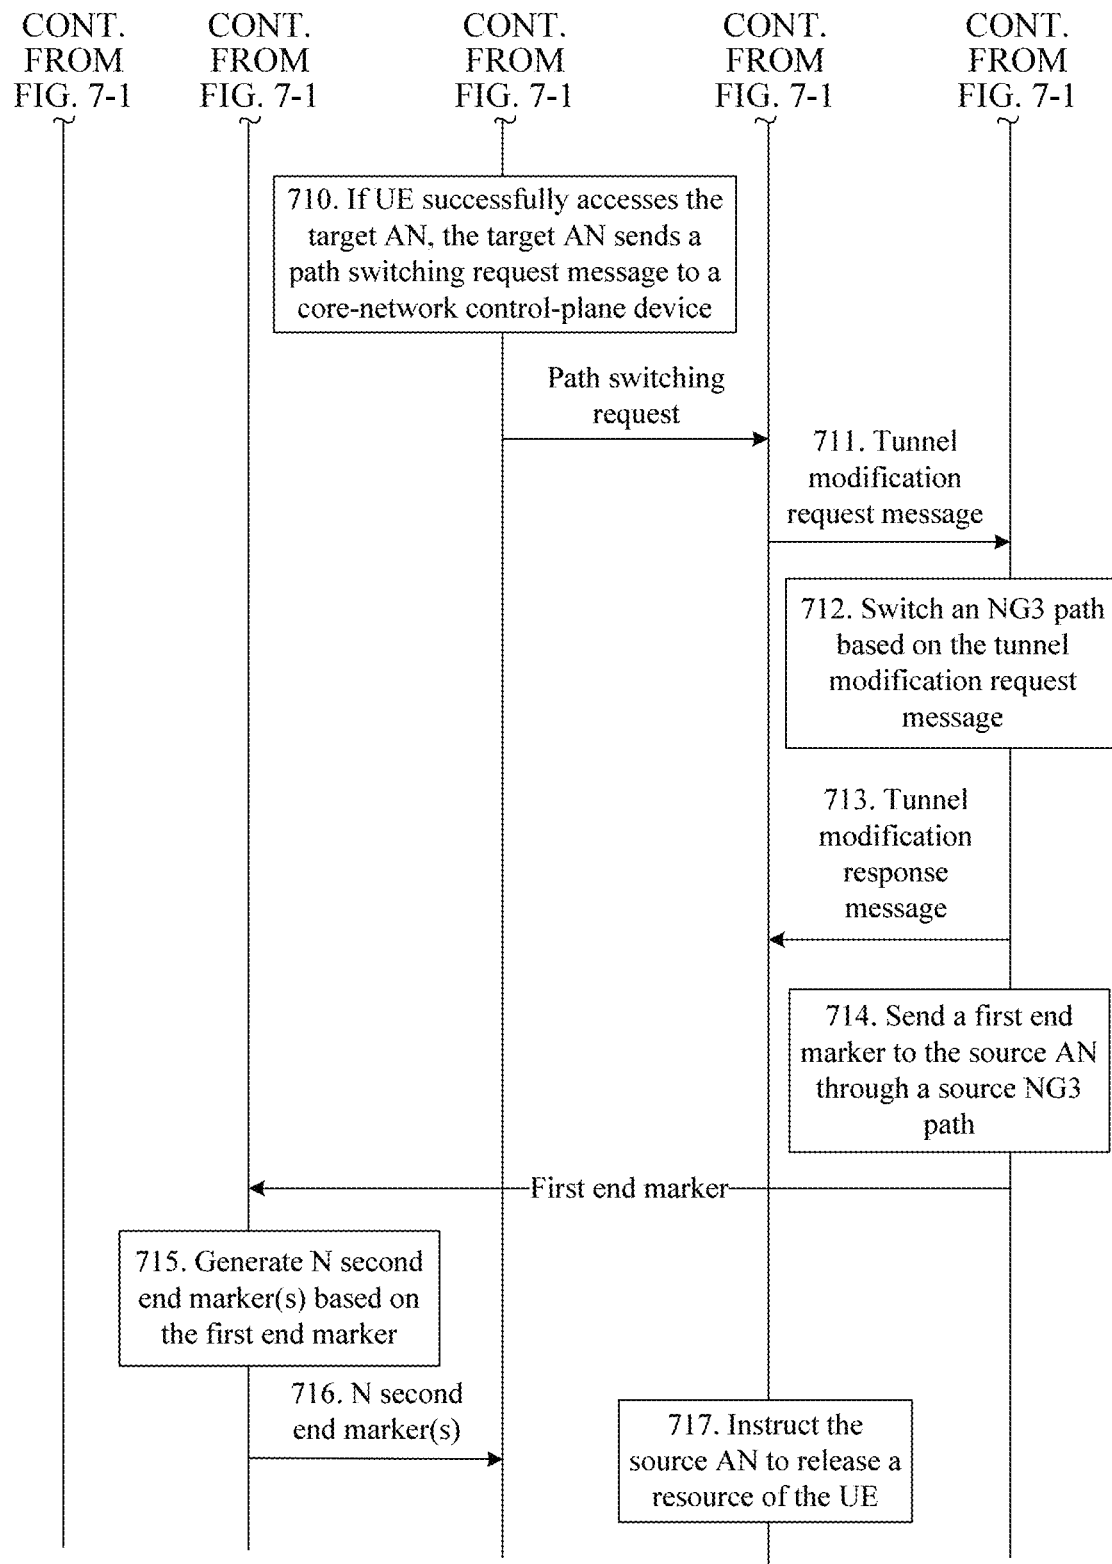 CONT.
FROM
FIG. 7-1
CONT.
FROM
FIG. 7-1
CONT.
FROM
FIG. 7-1
CONT.
FROM
FIG. 7-1
CONT.
FROM
FIG. 7-1
710. If UE successfully accesses the
target AN, the target AN sends a
path switching request message to a
core-network control-plane device
Path switching
request
711. Tunnel
modification
request message
712. Switch an NG3 path
based on the tunnel
modification request
message
713. Tunnel
modification
response
message
714. Send a first end
marker to the source AN
through a source NG3
path
First end marker
715. Generate N second
end marker(s) based on
the first end marker
716. N second
end marker(s)
717. Instruct the
source AN to release a
resource of the UE